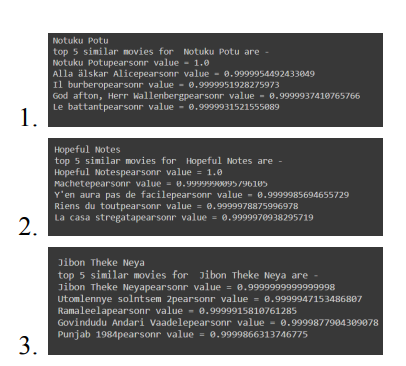 Notuku Potu
top 5 similar movies for  Notuku Potu are -
Notuku Potupearsonr value = 1.0
Alla älskar Alicepearsonr value = 0.9999954492433049
Il burberopearsonr value = 0.9999951928275973
God afton, Herr Wallenbergpearsonr value = 0.9999937410765766
Le battantpearsonr value = 0.9999931521555089
1.
Hopeful Notes
top 5 similar movies for  Hopeful Notes are -
Hopeful Notespearsonr value = 1.0
Machetepearsonr value = 0.9999990095796105
Y'en aura pas de facilepearsonr value = 0.9999985694655729
Riens du toutpearsonr value = 0.9999978875996978
La casa stregatapearsonr value = 0.9999970938295719
2.
Jibon Theke Neya
top 5 similar movies for  Jibon Theke Neya are -
Jibon Theke Neyapearsonr value = 0.9999999999999998
Utomlennye solntsem 2pearsonr value = 0.9999947153486807
Ramaleelapearsonr value = 0.9999915810761285
Govindudu Andari Vaadelepearsonr value = 0.9999877904309078
Punjab 1984pearsonr value = 0.9999866313746775
3.